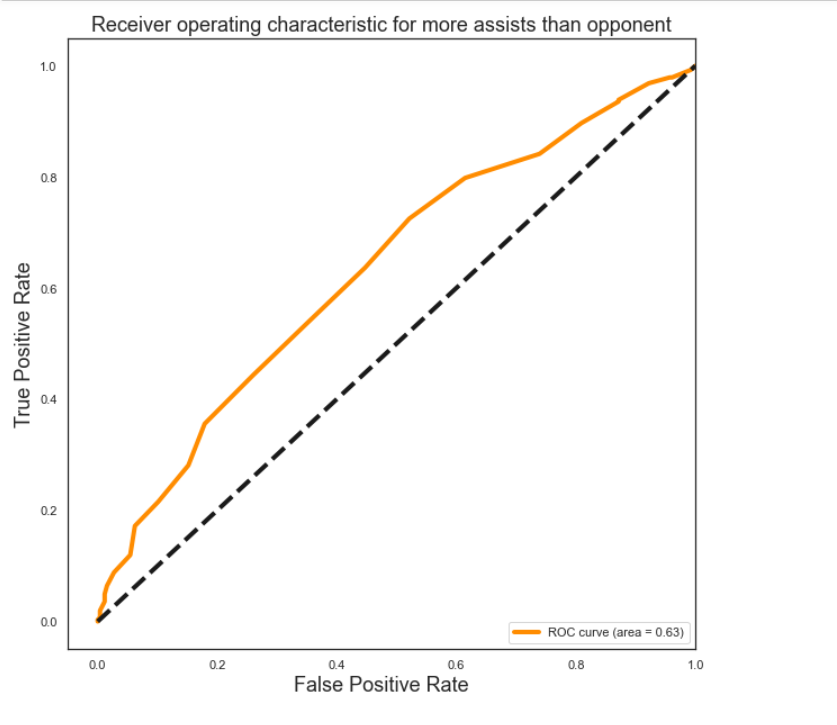 Receiver operating characteristic for more assists than opponent
1.0
0.8
0.6
0.4
0.2
0.0
True Positive Rate
ROC curve (area = 0.63)
0.0 0.2 0.4 0.6 0.8 1.0
False Positive Rate